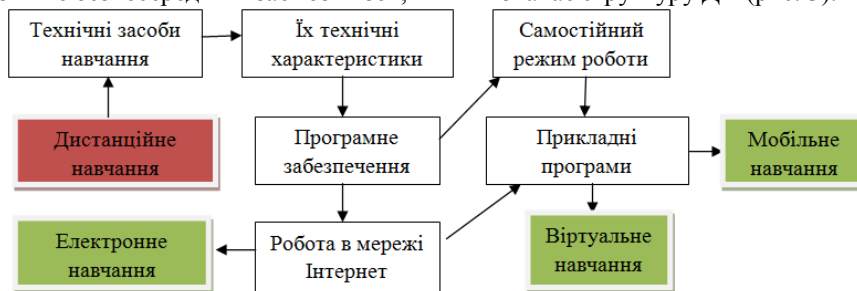 Технічні засоби
навчання
Їх технічні
характеристики
Самостійний
режим роботи
Дистанційне
навчання
Програмне
забезпечення
Прикладні
програми
Мобільне
навчання
Електронне
навчання
Робота в мережі
Інтернет
Віртуальне
навчання